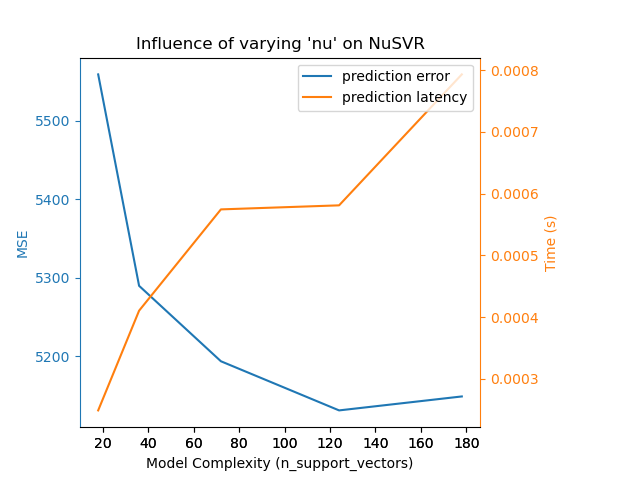 Influence of varying 'nu' on NuSVR
prediction error
prediction latency
5500
5400
5300
5200
MSE
0.0008
0.0007
0.0006
0.0005
0.0004
0.0003
Time (s)
20 40 60 80 100 120 140 160 180
Model Complexity (n_support_vectors)